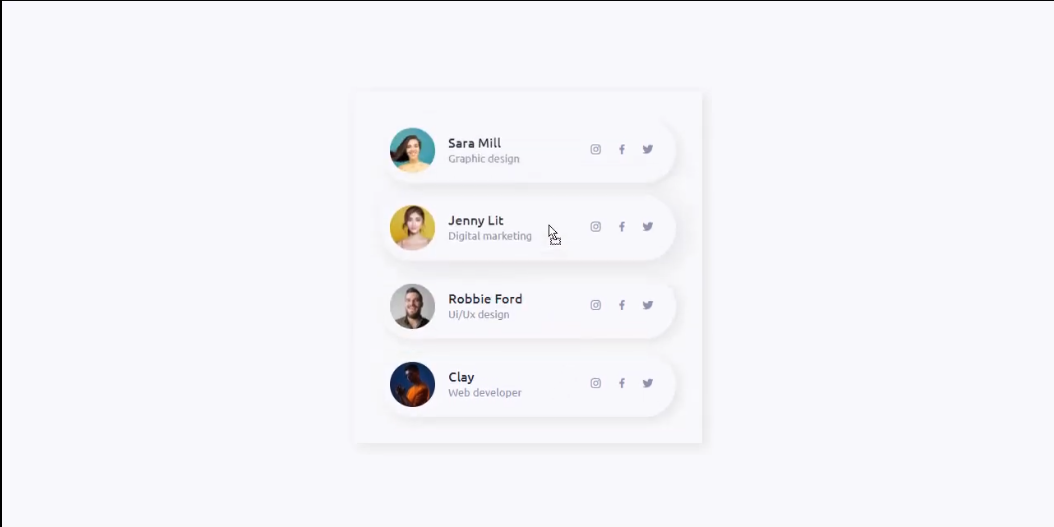 Sara Mill
Graphic design
Jenny Lit
Digital marketing
Robbie Ford
Ui/Ux design
Clay
Web developer